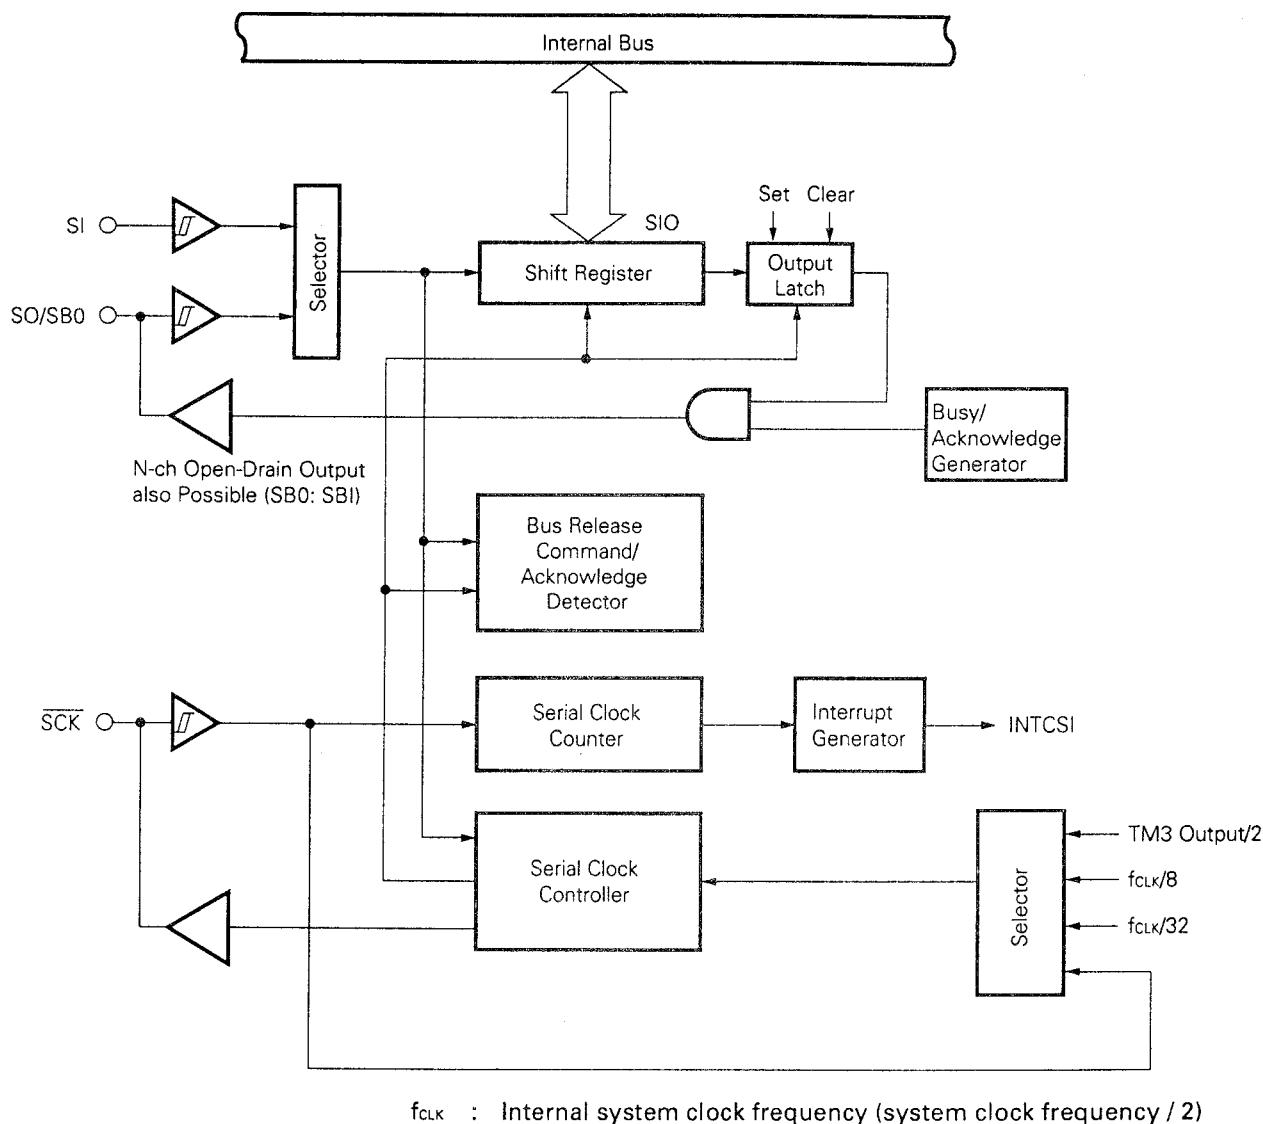 Internal Bus
Set Clear
SI
SIO
Selector
Shift Register
Output
Latch
SO/SB0
Busy/
Acknowledge
Generator
N-ch Open-Drain Output
also Possible (SB0: SBI)
Bus Release
Command/
Acknowledge
Detector
SCK
Serial Clock
Counter
Interrupt
Generator
INTCSI
Serial Clock
Controller
Selector
TM3 Output/2
fCLK/8
fCLK/32
fCLK : Internal system clock frequency (system clock frequency / 2)